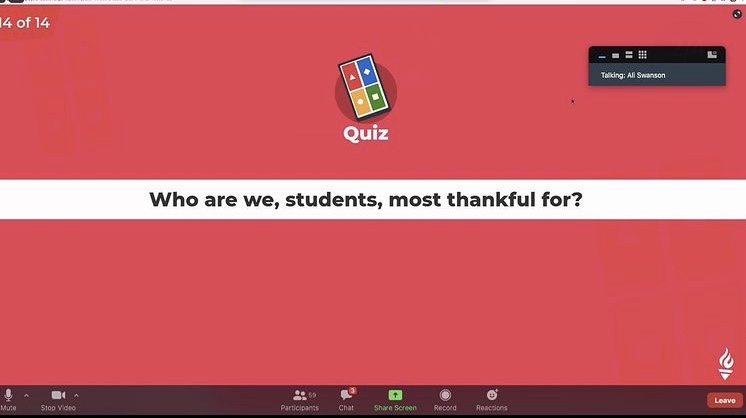 14 of 14
Talking: Ali Swanson
Quiz
Who are we, students, most thankful for?
Mute
Stop Video
59
Participants
3
Chat
Share Screen
Record
Reactions
Leave